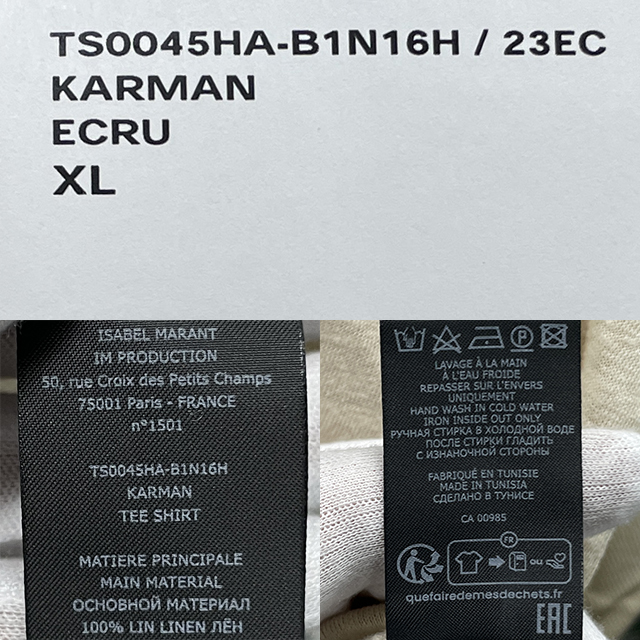 TS0045HA-B1N16H / 23EC
KARMAN
ECRU
XL
ISABEL MARANT
IM PRODUCTION
50, rue Croix des Petits Champs
75001 Paris - FRANCE
n°1501
TS0045HA-B1N16H
KARMAN
TEE SHIRT
MATIERE PRINCIPALE
MAIN MATERIAL
ОСНОВНОЙ МАТЕРИАЛ
100% LIN LINEN ЛЁН
LAVAGE À LA MAIN
À L'EAU FROIDE
REPASSER SUR L'ENVERS
UNIQUEMENT
HAND WASH IN COLD WATER
IRON INSIDE OUT ONLY
РУЧНАЯ СТИРКА В ХОЛОДНОЙ ВОДЕ
ПОСЛЕ СТИРКИ ГЛАДИТЬ
С ИЗНАНОЧНОЙ СТОРОНЫ
FABRIQUÉ EN TUNISIE
MADE IN TUNISIA
СДЕЛАНО В ТУНИСЕ
CA 00985
FR
OU
quefairedemesdechets.fr
EAC